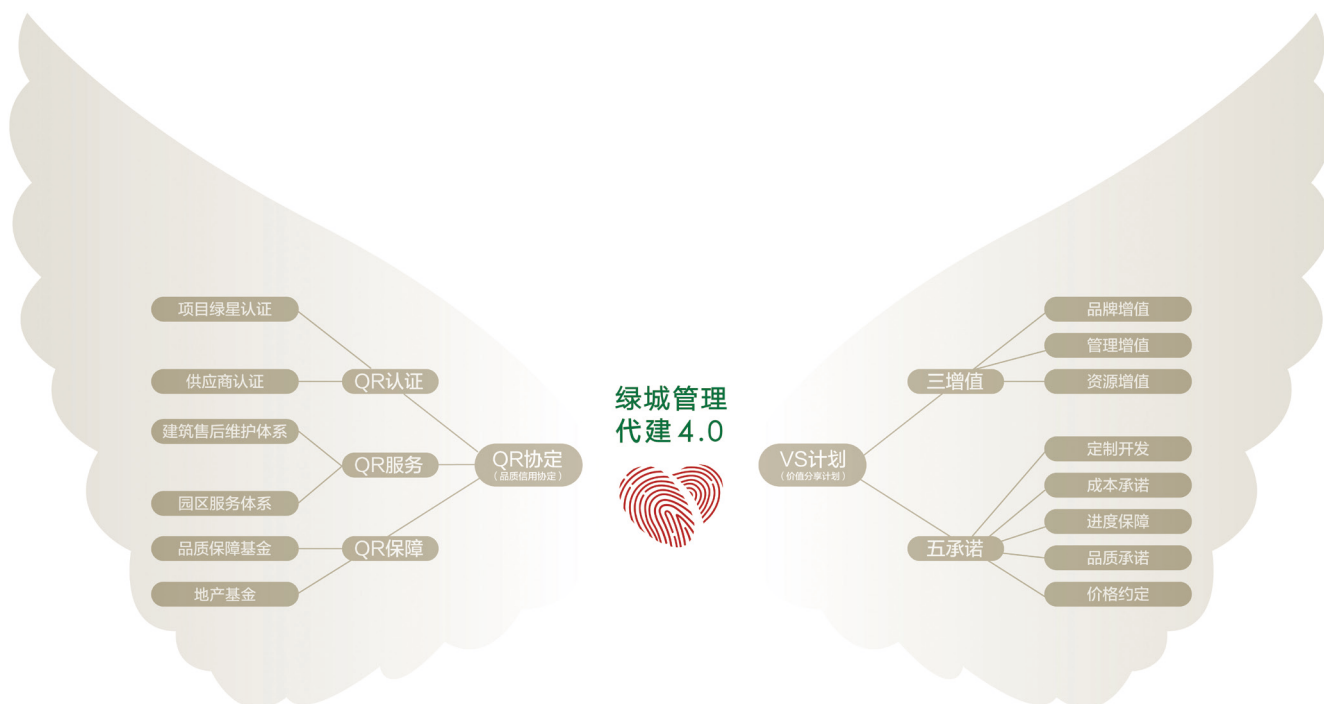 绿城管理
代建4.0
QR协定
(品质信用协定)
QR认证
项目绿星认证
供应商认证
QR服务
建筑售后维护体系
园区服务体系
QR保障
品质保障基金
地产基金
VS计划
(价值分享计划)
三增值
品牌增值
管理增值
资源增值
五承诺
定制开发
成本承诺
进度保障
品质承诺
价格约定